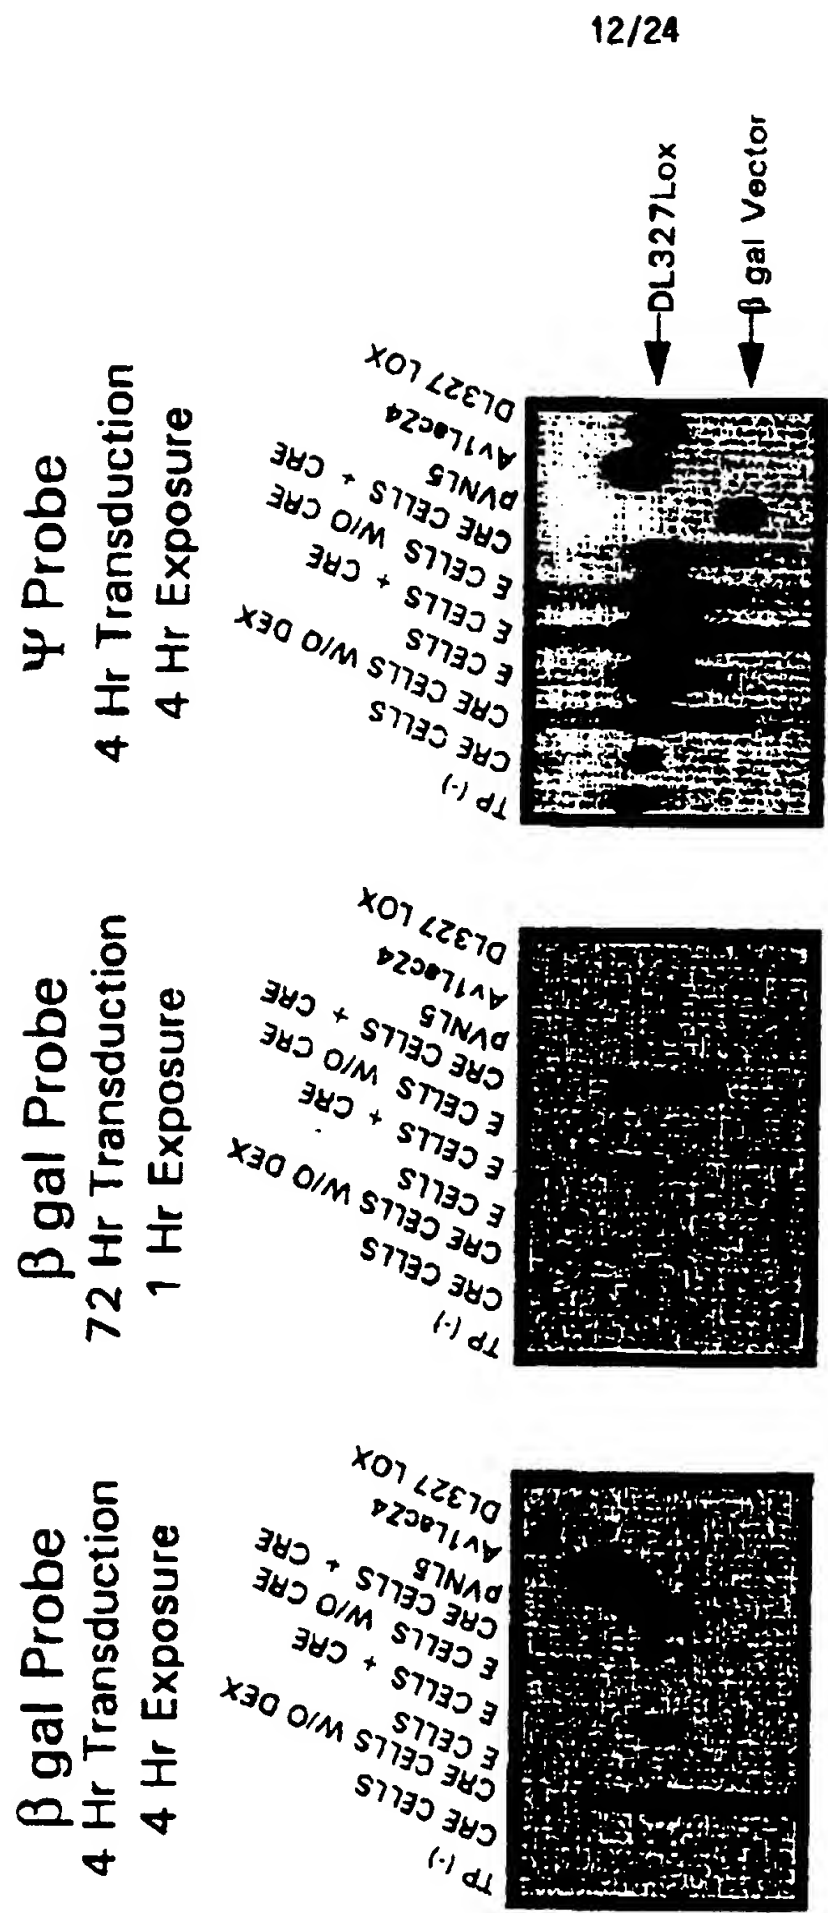 12/24
β gal Probe
4 Hr Transduction
4 Hr Exposure
TP (-)
CRE CELLS
CRE CELLS W/O DEX
E CELLS
E CELLS + CRE
E CELLS W/O CRE
CRE CELLS + CRE
pVNL5
Av1LacZ4
DL327 LOX
β gal Probe
72 Hr Transduction
1 Hr Exposure
TP (-)
CRE CELLS
CRE CELLS W/O DEX
E CELLS
E CELLS + CRE
E CELLS W/O CRE
CRE CELLS + CRE
pVNL5
Av1LacZ4
DL327 LOX
Ψ Probe
4 Hr Transduction
4 Hr Exposure
TP (-)
CRE CELLS
CRE CELLS W/O DEX
E CELLS
E CELLS + CRE
E CELLS W/O CRE
CRE CELLS + CRE
pVNL5
Av1LacZ4
DL327 LOX
DL327Lox
β gal Vector